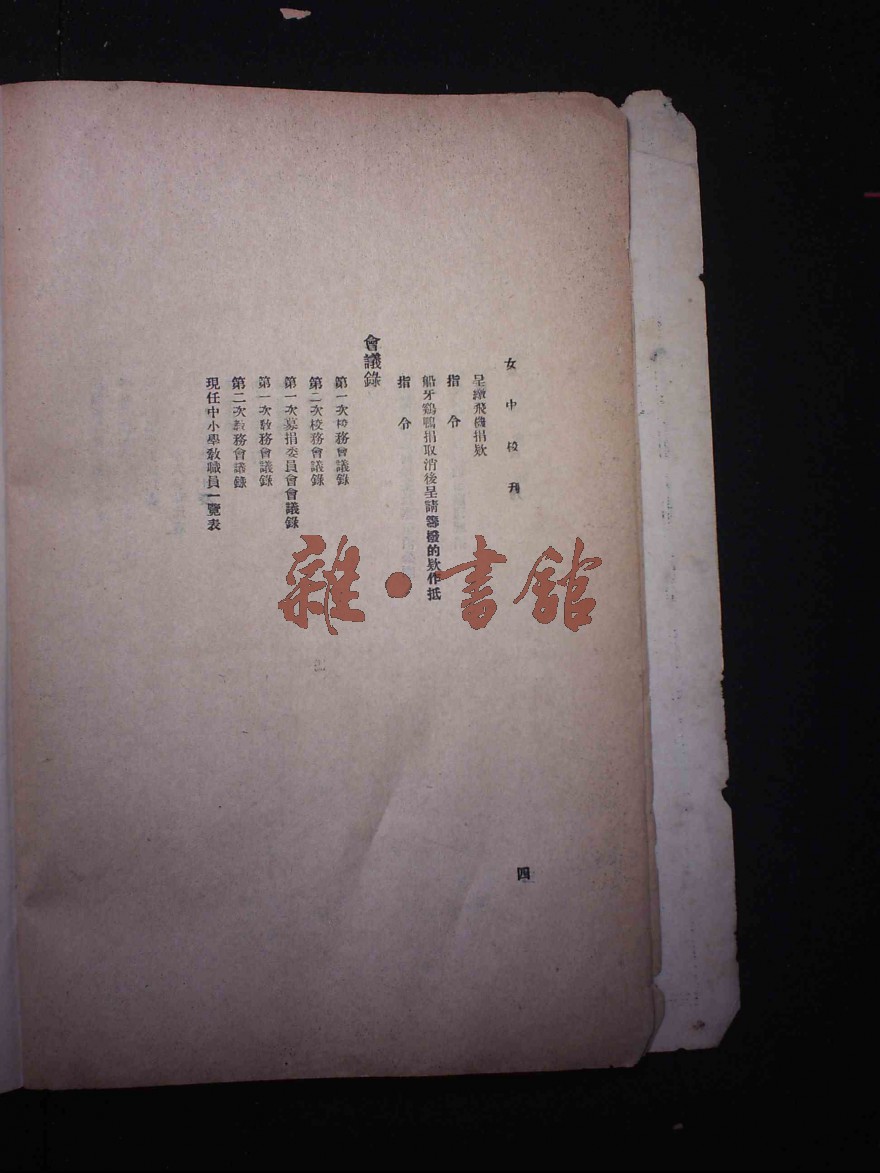 女中校刊
呈繳飛機捐欵
指令
船牙鷄鴨捐取消後呈請籌撥的欵作抵
指令
會議錄
第一次校務會議錄
第二次校務會議錄
第一次募捐委員會會議錄
第一次教務會議錄
第二次教務會議錄
現任中小學敎職員一覽表
四
雜·書館